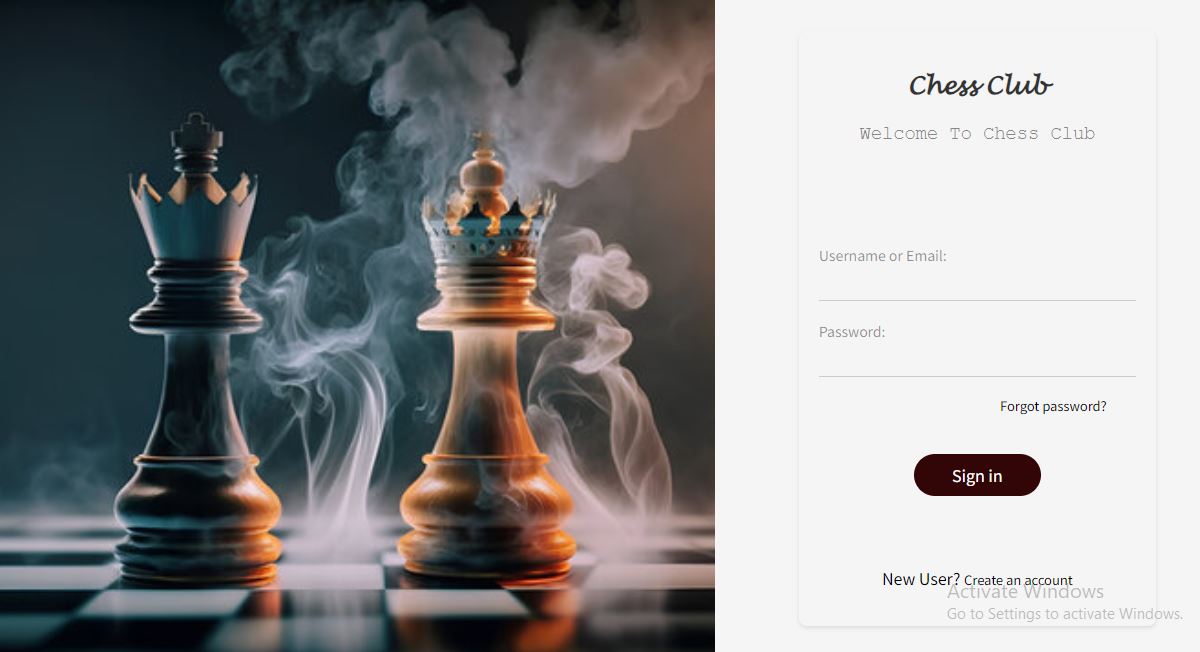 Chess Club
Welcome To Chess Club
Username or Email:
Password:
Forgot password?
Sign in
New User? Create an account
Activate Windows
Go to Settings to activate Windows.